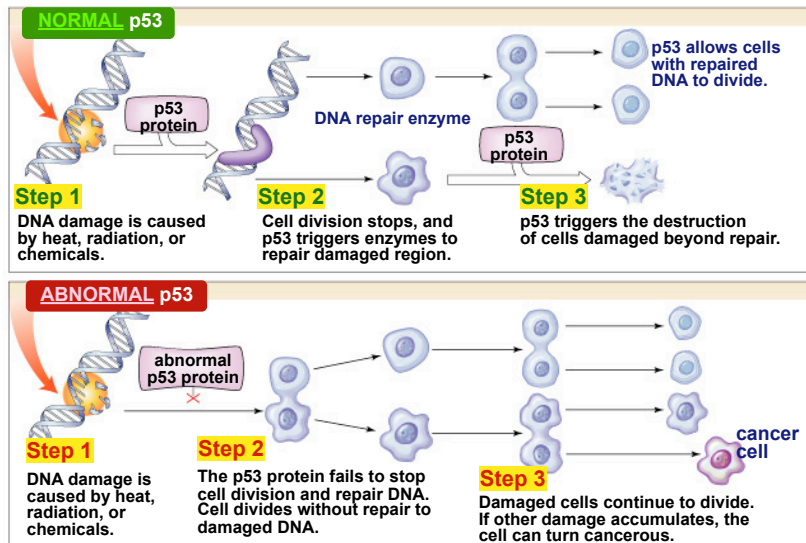 NORMAL p53
p53
protein
DNA repair enzyme
p53 allows cells
with repaired
DNA to divide.
p53
protein
Step 1
DNA damage is caused
by heat, radiation, or
chemicals.
Step 2
Cell division stops, and
p53 triggers enzymes to
repair damaged region.
Step 3
p53 triggers the destruction
of cells damaged beyond repair.
ABNORMAL p53
abnormal
p53 protein
Step 1
DNA damage is
caused by heat,
radiation, or
chemicals.
Step 2
The p53 protein fails to stop
cell division and repair DNA.
Cell divides without repair to
damaged DNA.
Step 3
Damaged cells continue to divide.
If other damage accumulates, the
cell can turn cancerous.
cancer
cell